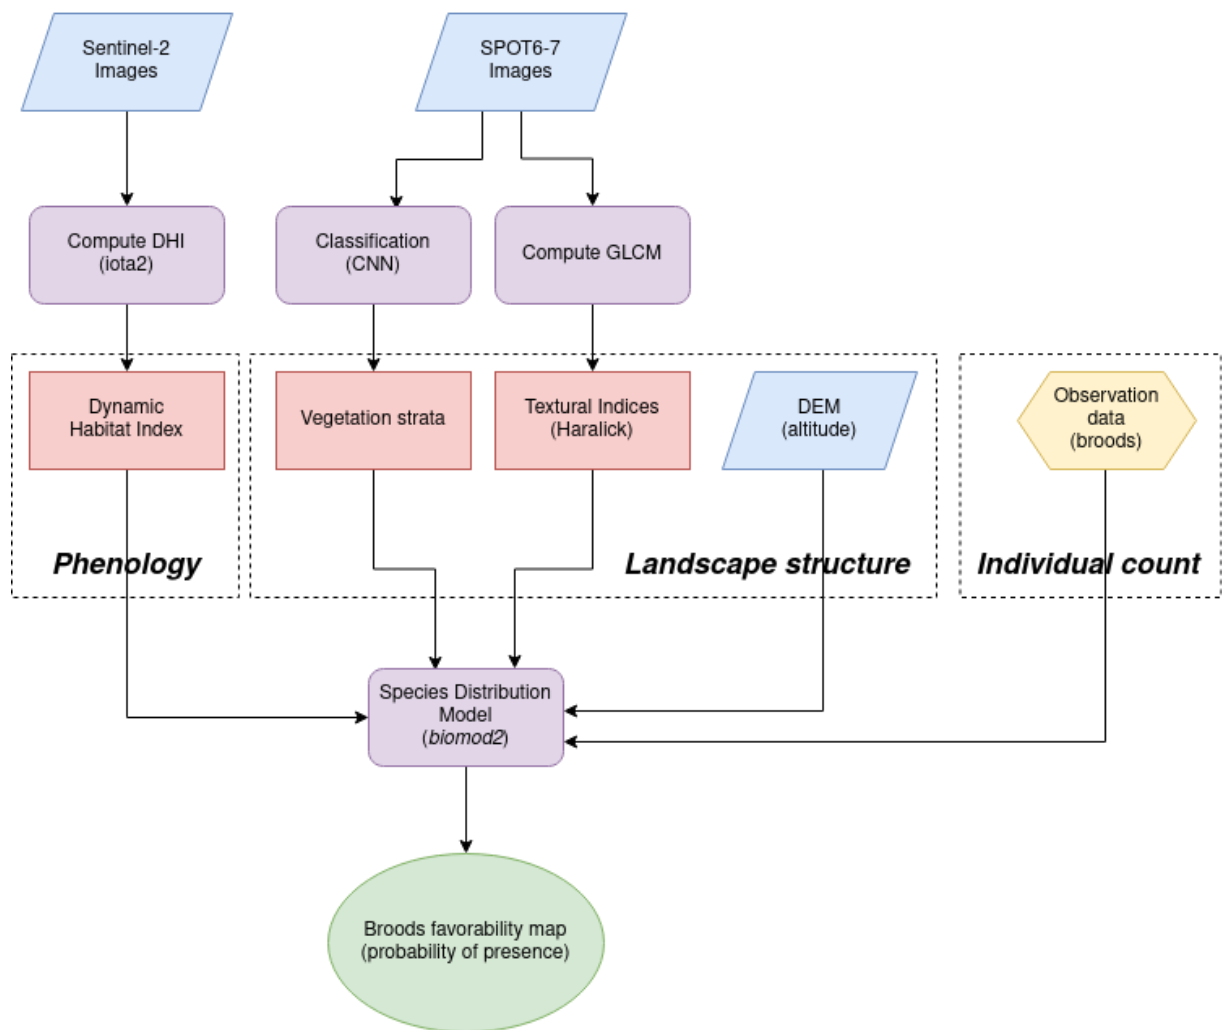 Sentinel-2
Images
SPOT6-7
Images
Compute DHI
(iota2)
Classification
(CNN)
Compute GLCM
Dynamic
Habitat Index
Vegetation strata
Textural Indices
(Haralick)
DEM
(altitude)
Observation
data
(broods)
Phenology
Landscape structure
Individual count
Species Distribution
Model
(biomod2)
Broods favorability map
(probability of presence)